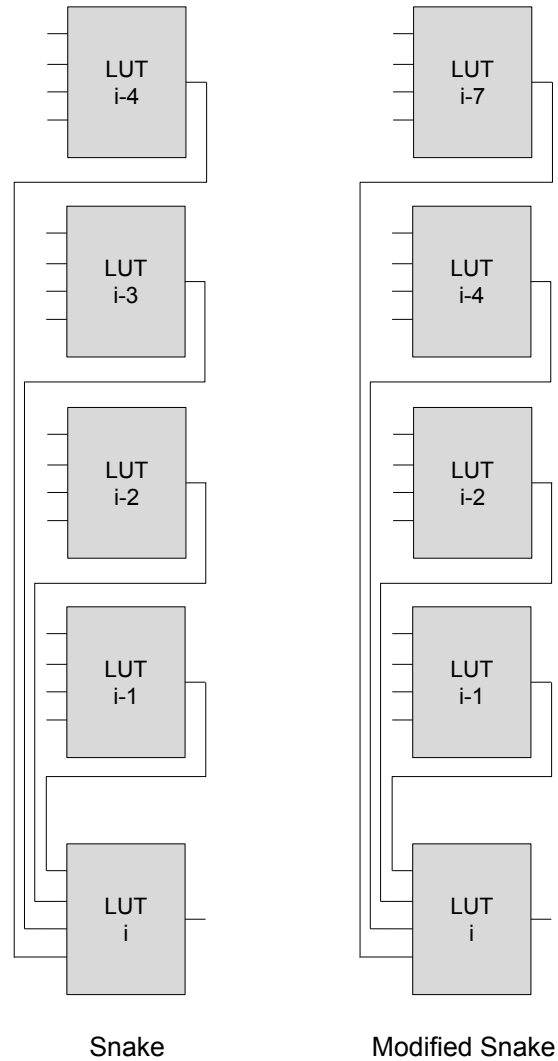 LUT
i-4
LUT
i-3
LUT
i-2
LUT
i-1
LUT
i
Snake
LUT
i-7
LUT
i-4
LUT
i-2
LUT
i-1
LUT
i
Modified Snake